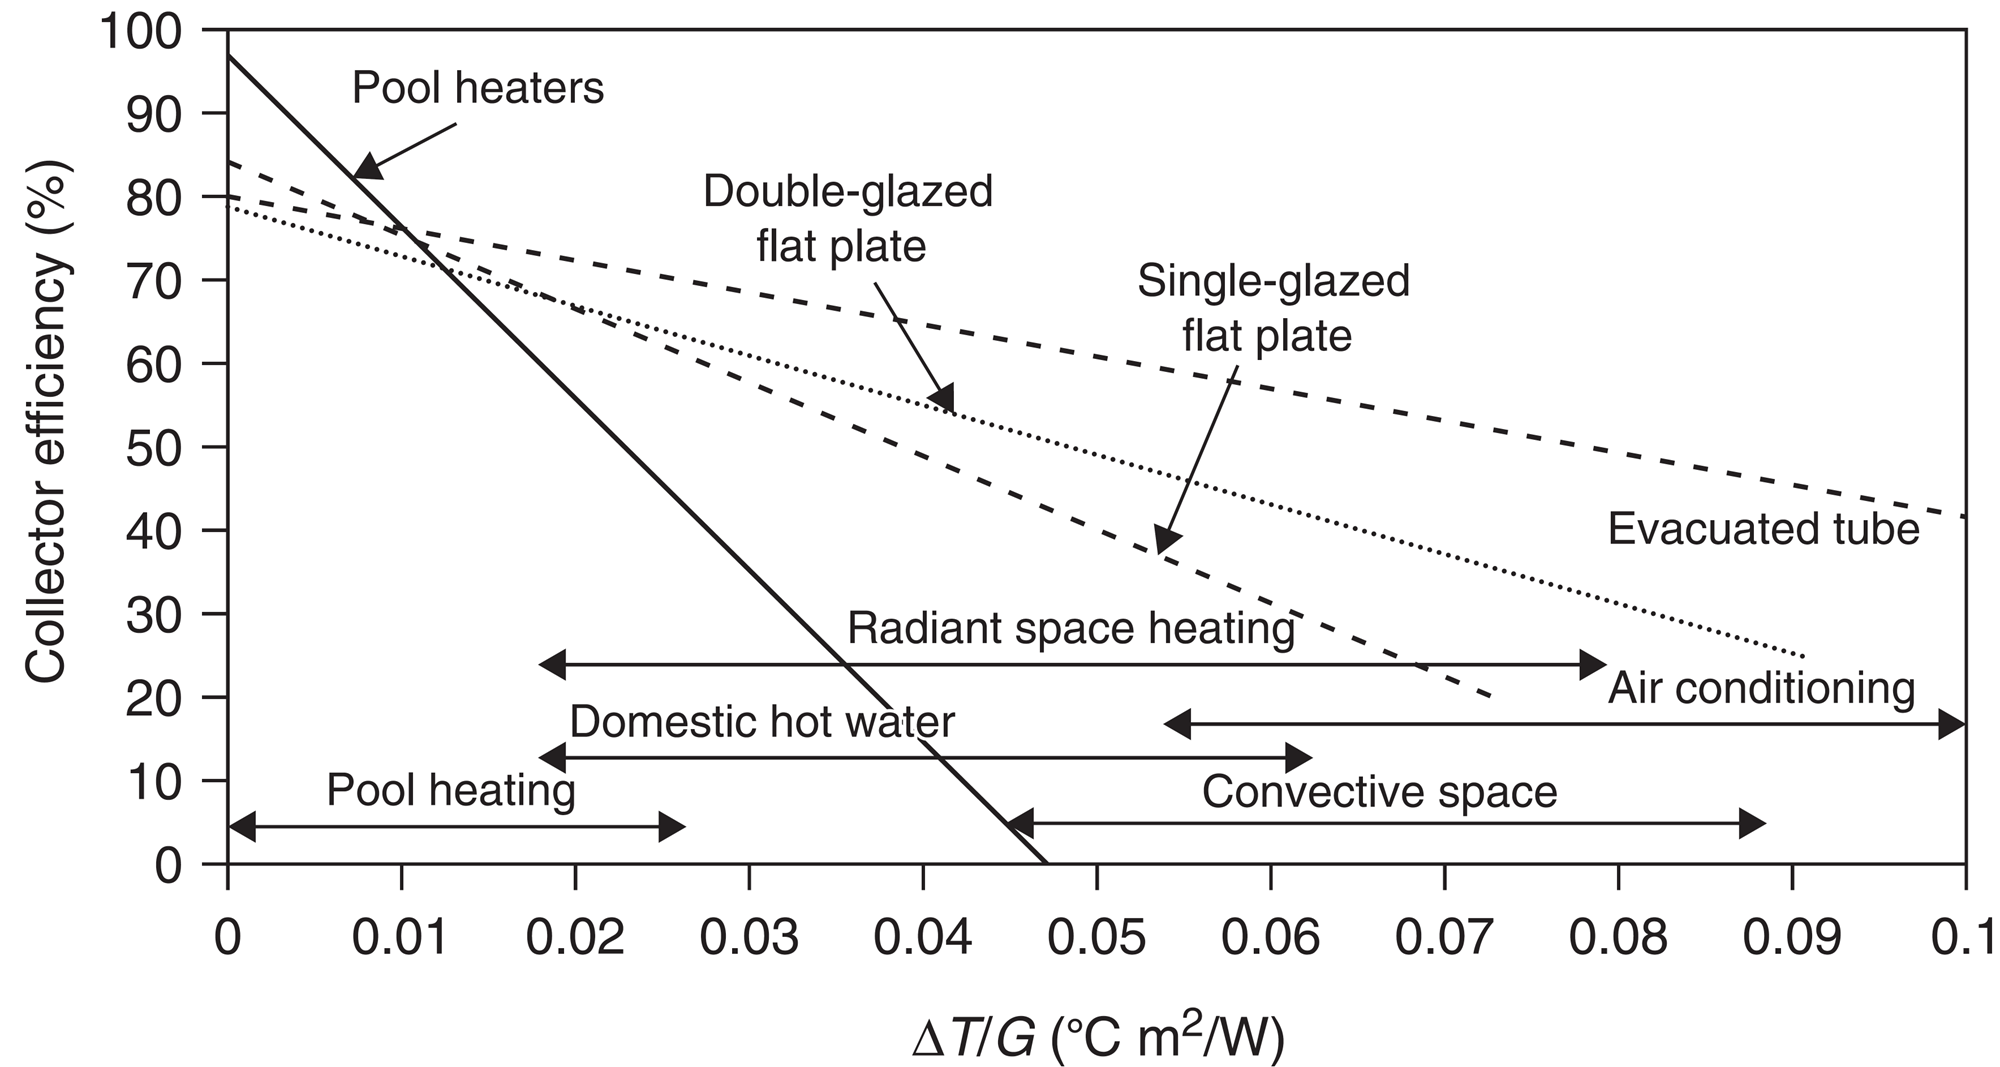 100
90
80
70
60
50
40
30
20
10
0
Collector efficiency (%)
Pool heaters
Double-glazed
flat plate
Single-glazed
flat plate
Evacuated tube
Radiant space heating
Air conditioning
Domestic hot water
Pool heating
Convective space
0 0.01 0.02 0.03 0.04 0.05 0.06 0.07 0.08 0.09 0.1
ΔT/G (°C m²/W)